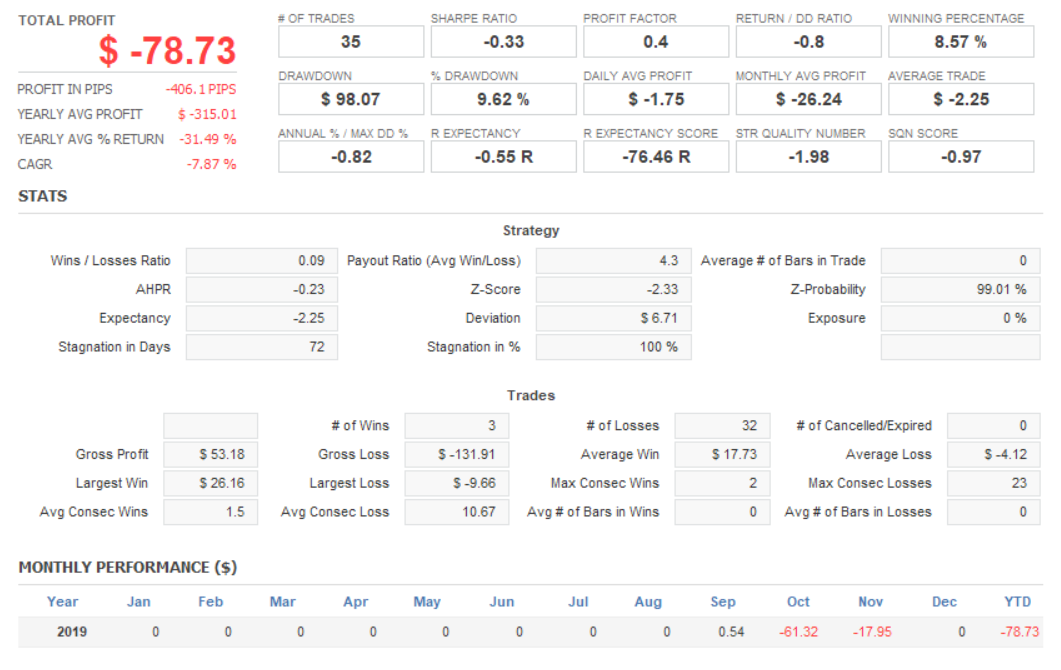 TOTAL PROFIT
$ -78.73
PROFIT IN PIPS -406.1 PIPS
YEARLY AVG PROFIT $ -315.01
YEARLY AVG % RETURN -31.49 %
CAGR -7.87 %
# OF TRADES SHARPE RATIO PROFIT FACTOR RETURN / DD RATIO WINNING PERCENTAGE
35 -0.33 0.4 -0.8 8.57 %
DRAWDOWN % DRAWDOWN DAILY AVG PROFIT MONTHLY AVG PROFIT AVERAGE TRADE
$ 98.07 9.62 % $ -1.75 $ -26.24 $ -2.25
ANNUAL % / MAX DD % R EXPECTANCY R EXPECTANCY SCORE STR QUALITY NUMBER SQN SCORE
-0.82 -0.55 R -76.46 R -1.98 -0.97
STATS
Strategy
Wins / Losses Ratio 0.09 Payout Ratio (Avg Win/Loss) 4.3 Average # of Bars in Trade 0
AHPR -0.23 Z-Score -2.33 Z-Probability 99.01 %
Expectancy -2.25 Deviation $ 6.71 Exposure 0 %
Stagnation in Days 72 Stagnation in % 100 %
Trades
# of Wins 3 # of Losses 32 # of Cancelled/Expired 0
Gross Profit $ 53.18 Gross Loss $ -131.91 Average Win $ 17.73 Average Loss $ -4.12
Largest Win $ 26.16 Largest Loss $ -9.66 Max Consec Wins 2 Max Consec Losses 23
Avg Consec Wins 1.5 Avg Consec Loss 10.67 Avg # of Bars in Wins 0 Avg # of Bars in Losses 0
MONTHLY PERFORMANCE ($)
Year Jan Feb Mar Apr May Jun Jul Aug Sep Oct Nov Dec YTD
2019 0 0 0 0 0 0 0 0 0.54 -61.32 -17.95 0 -78.73